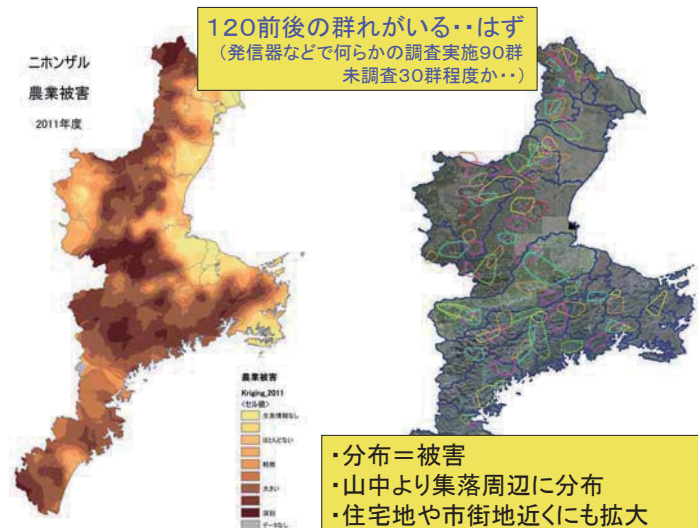 120前後の群れがいる‥はず
(発信器などで何らかの調査実施90群
未調査30群程度か‥)
ニホンザル
農業被害
2011年度
農業被害
Kriging_2011
<セル値>
生息情報なし
ほとんどない
軽微
大きい
深刻
データなし
・分布=被害
・山中より集落周辺に分布
・住宅地や市街地近くにも拡大